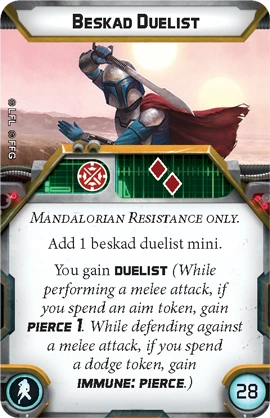 BESKAD DUELIST
© LFL © FFG
MANDALORIAN RESISTANCE ONLY.
Add 1 beskad duelist mini.
You gain DUELIST (While
performing a melee attack, if
you spend an aim token, gain
PIERCE 1. While defending against
a melee attack, if you spend
a dodge token, gain
IMMUNE: PIERCE.)
28